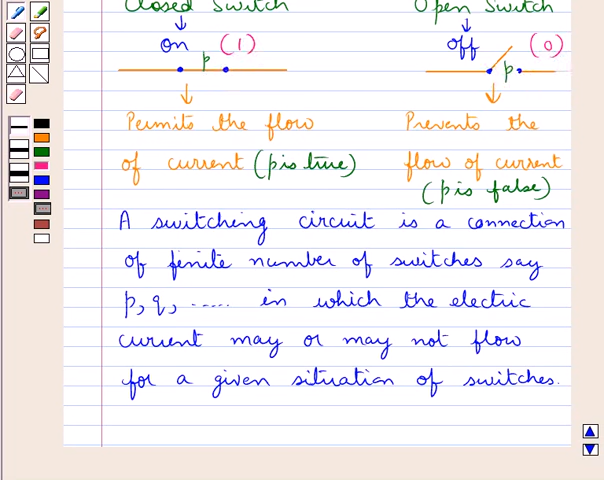 Closed Switch Open Switch
on (1) off (0)
p p
Permits the flow Prevents the
of current (p is true) flow of current
(p is false)
A switching circuit is a connection
of finite number of switches say
p, q, ..... in which the electric
current may or may not flow
for a given situation of switches.